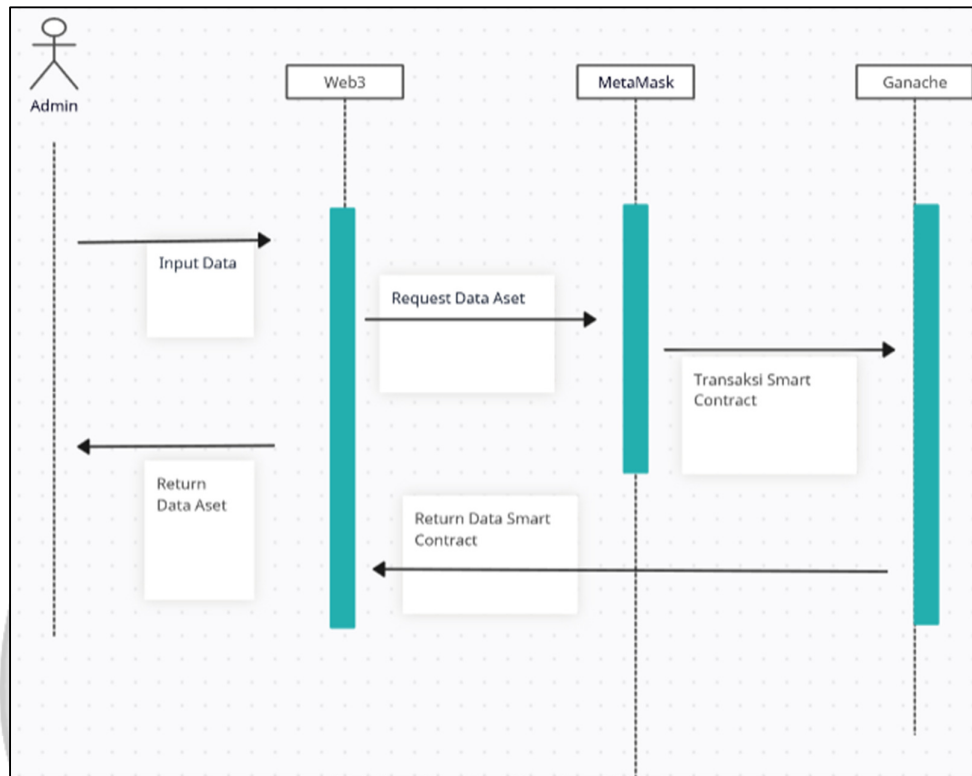 Admin
Web3
MetaMask
Ganache
Input Data
Request Data Aset
Transaksi Smart
Contract
Return
Data Aset
Return Data Smart
Contract